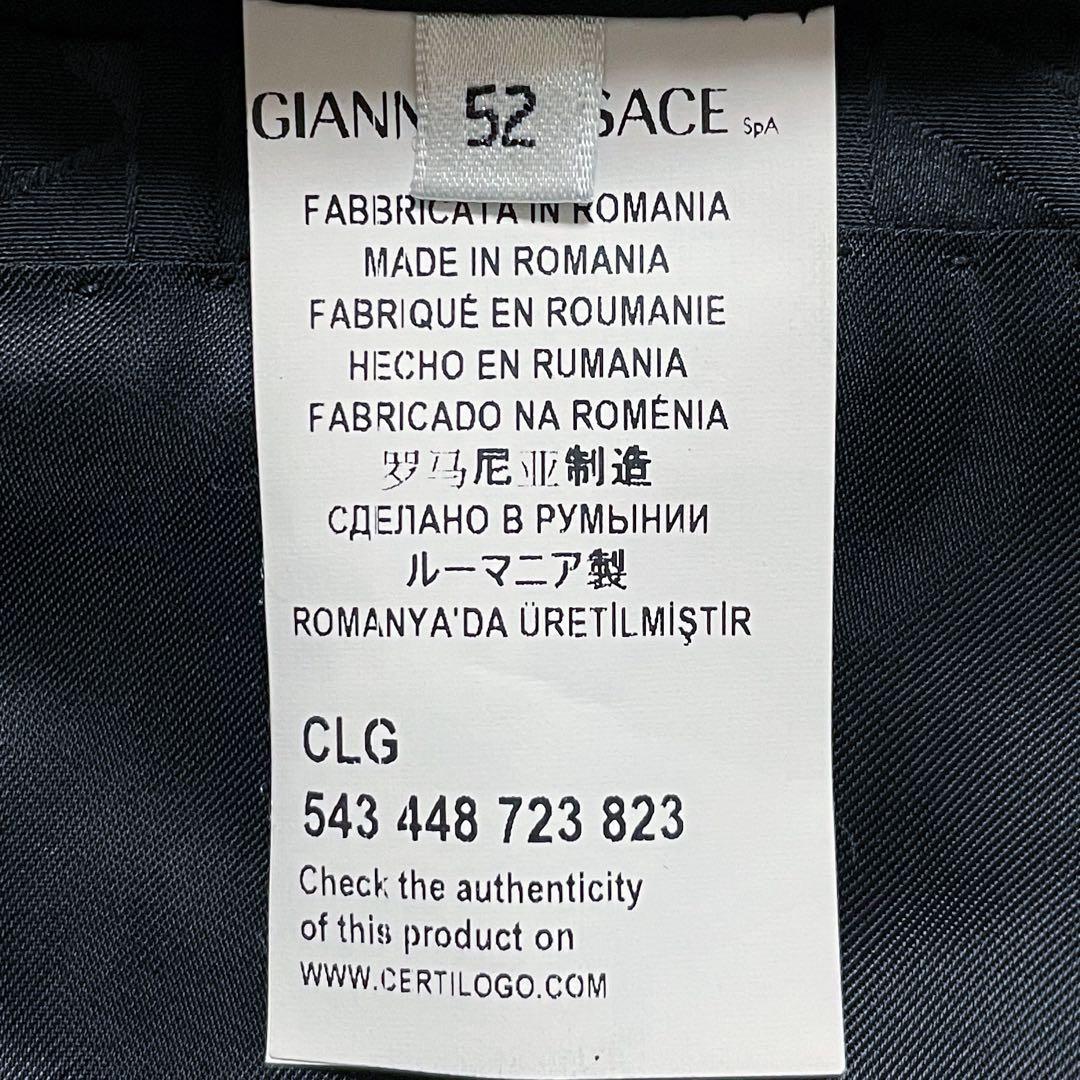 GIANN SACE SpA
52
FABBRICATA IN ROMANIA
MADE IN ROMANIA
FABRIQUÉ EN ROUMANIE
HECHO EN RUMANIA
FABRICADO NA ROMÉNIA
罗马尼亚制造
СДЕЛАНО В РУМЫНИИ
ルーマニア製
ROMANYA'DA ÜRETİLMİŞTİR
CLG
543 448 723 823
Check the authenticity
of this product on
WWW.CERTILOGO.COM